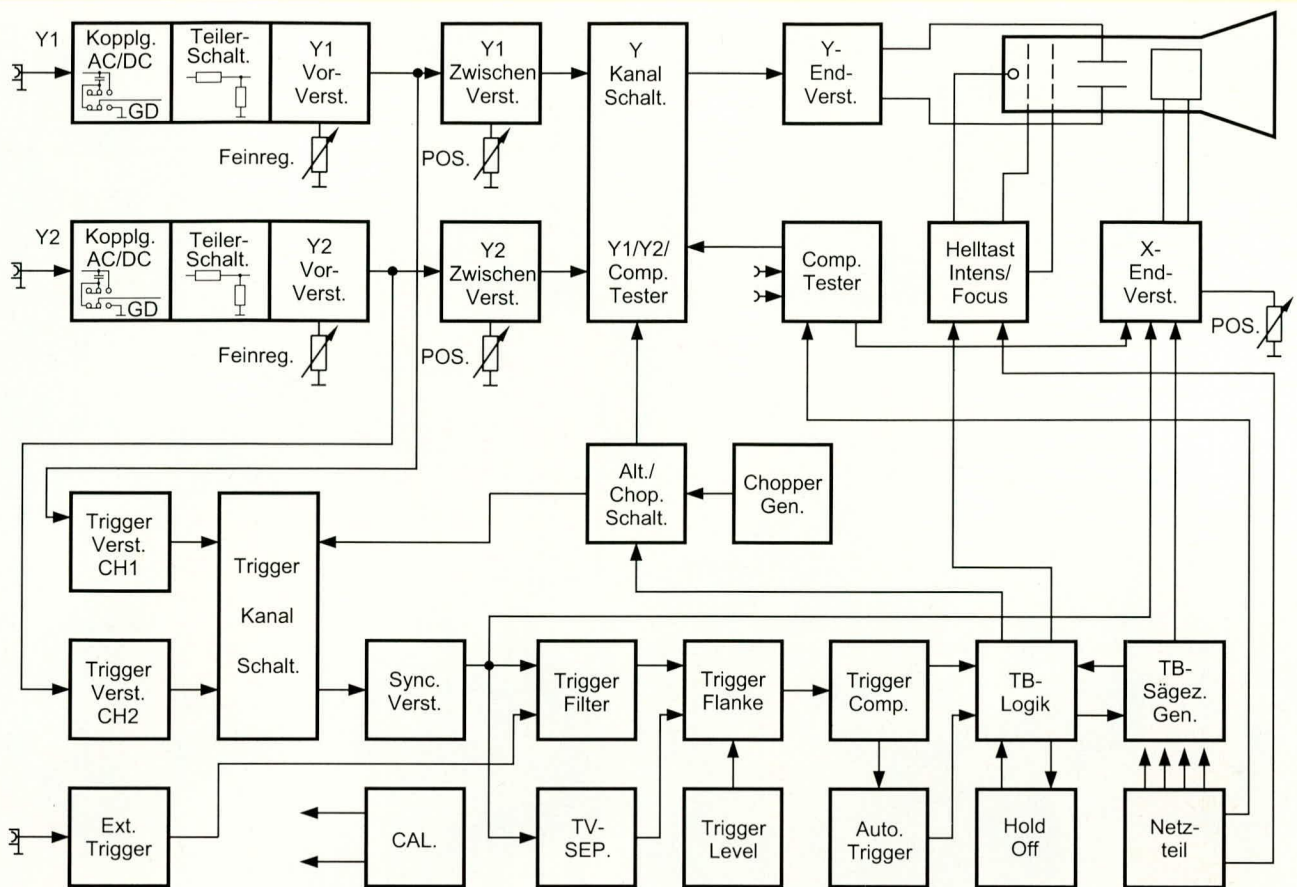 Y1
Kopplg.
AC/DC
GD
Teiler-
Schalt.
Y1
Vor-
Verst.
Feinreg.
Y1
Zwischen
Verst.
POS.
Y
Kanal
Schalt.
Y1/Y2/
Comp.
Tester
Y-
End-
Verst.
Y2
Kopplg.
AC/DC
GD
Teiler-
Schalt.
Y2
Vor-
Verst.
Feinreg.
Y2
Zwischen
Verst.
POS.
Comp.
Tester
Helltast
Intens/
Focus
X-
End-
Verst.
POS.
Trigger
Verst.
CH1
Trigger
Kanal
Schalt.
Alt./
Chop.
Schalt.
Chopper
Gen.
Trigger
Verst.
CH2
Sync.
Verst.
Trigger
Filter
Trigger
Flanke
Trigger
Comp.
TB-
Logik
TB-
Sägez.
Gen.
Ext.
Trigger
CAL.
TV-
SEP.
Trigger
Level
Auto.
Trigger
Hold
Off
Netz-
teil